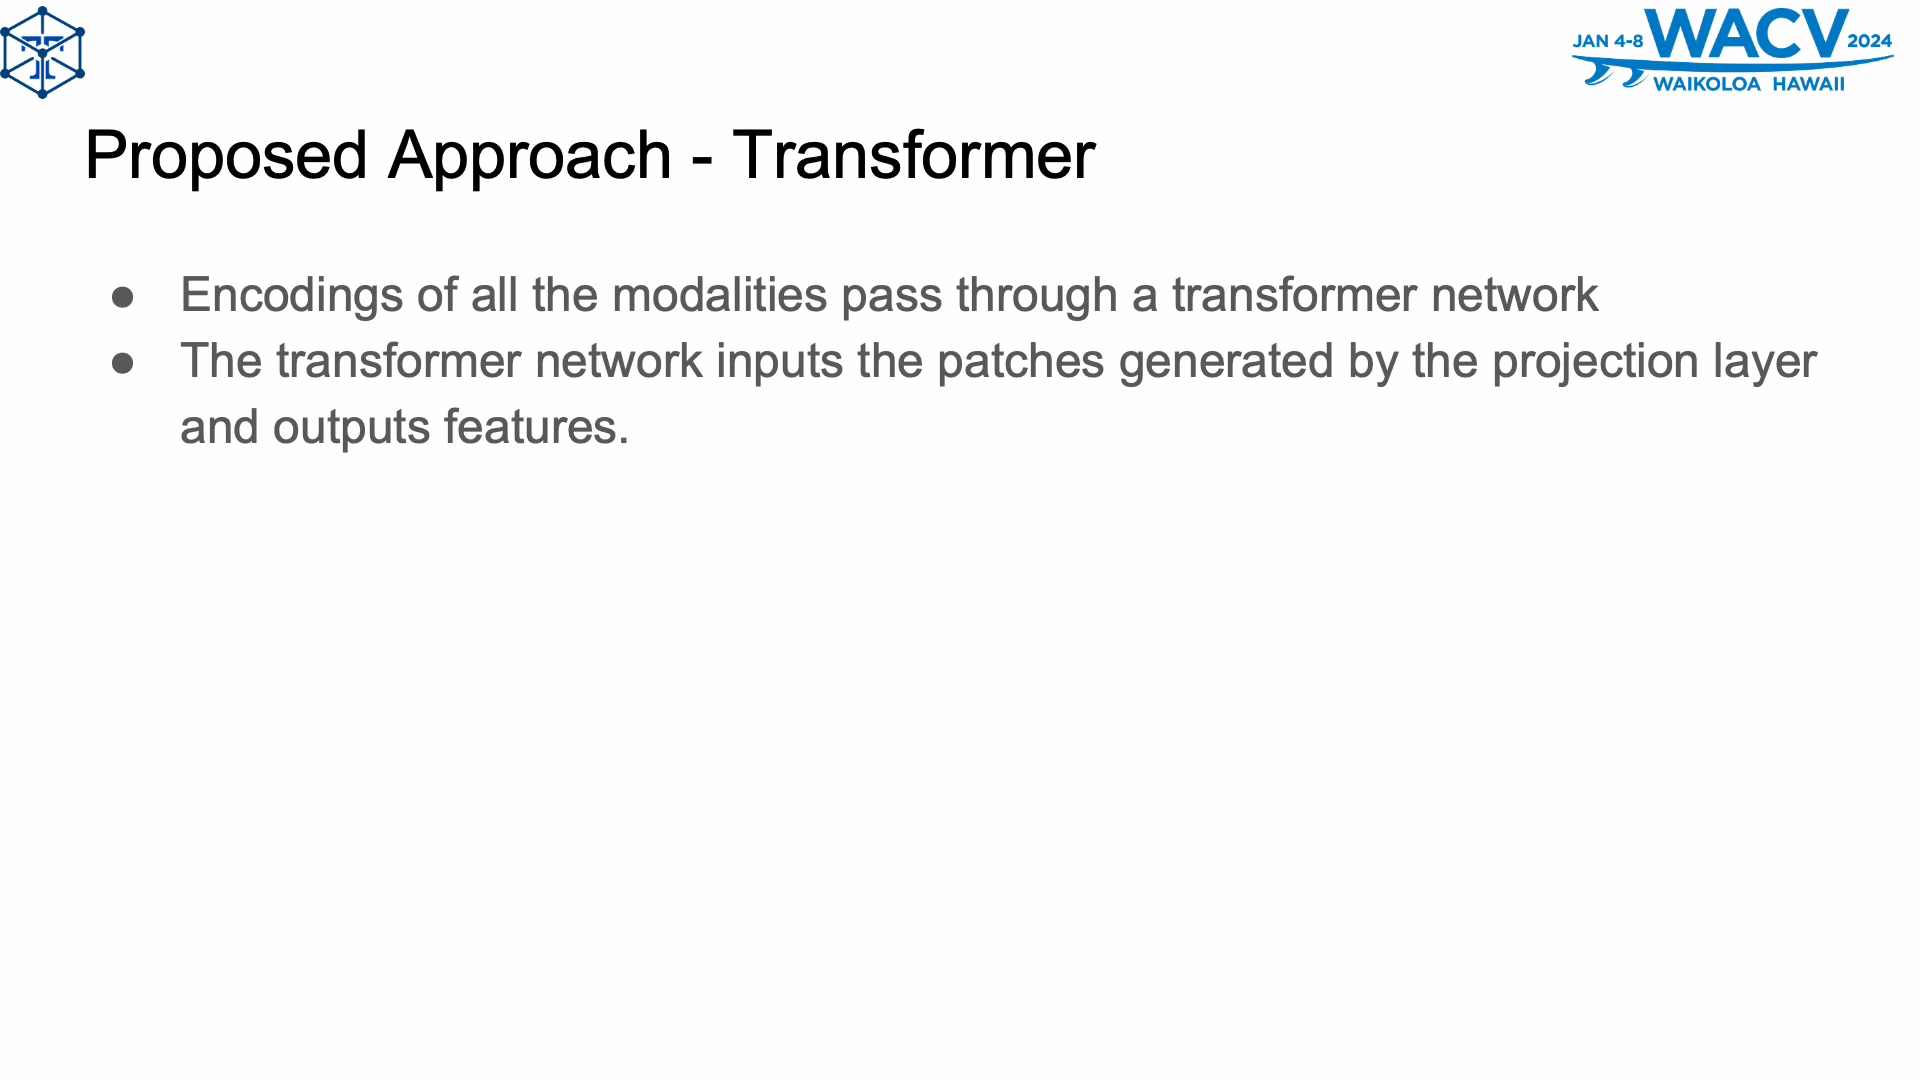 JAN 4-8 WACV 2024
WAIKOLOA HAWAII
Proposed Approach - Transformer
● Encodings of all the modalities pass through a transformer network
● The transformer network inputs the patches generated by the projection layer
and outputs features.